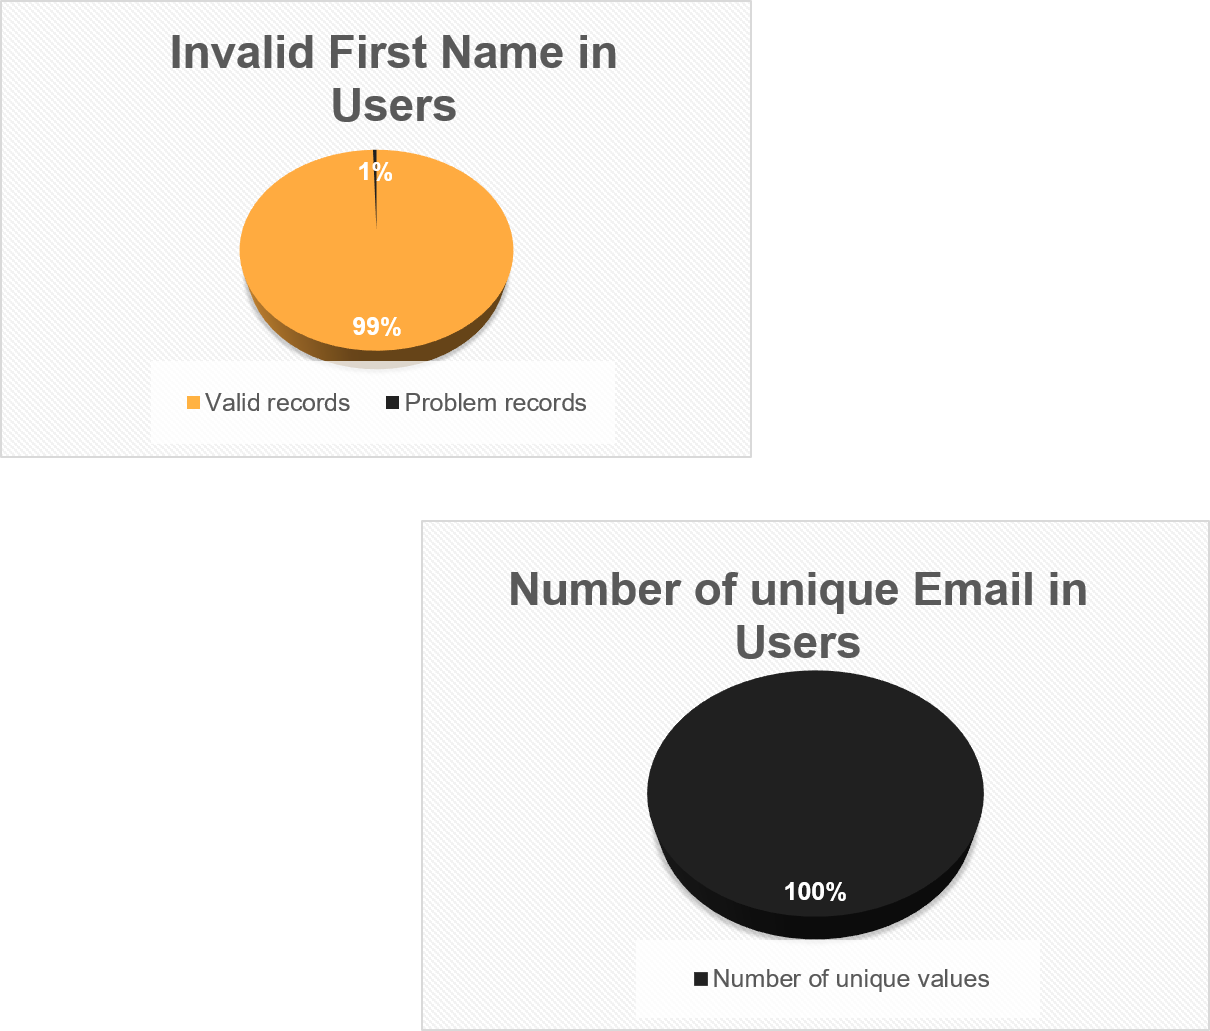 Invalid First Name in
Users
1%
99%
Valid records
Problem records
Number of unique Email in
Users
100%
Number of unique values